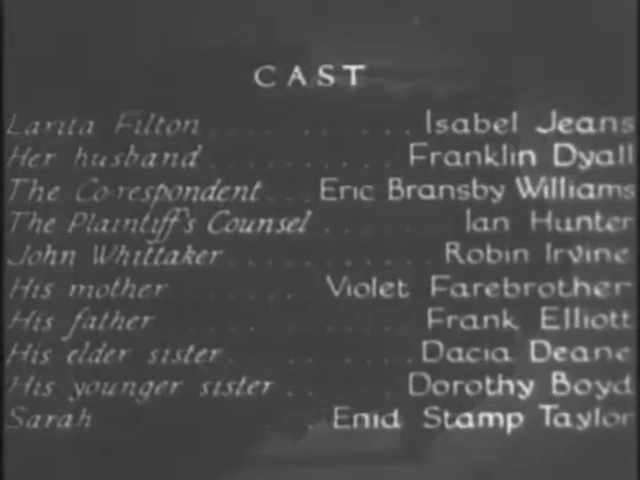 CAST
Larita Filton . . . . . . . . . Isabel Jeans
Her husband . . . . . . . . . Franklin Dyall
The Co-respondent . . . Eric Bransby Williams
The Plaintiff's Counsel . . . . . Ian Hunter
John Whittaker . . . . . . . . . Robin Irvine
His mother . . . . . . Violet Farebrother
His father . . . . . . . . . Frank Elliott
His elder sister . . . . . . . . Dacia Deane
His younger sister . . . Dorothy Boyd
Sarah . . . Enid Stamp Taylor